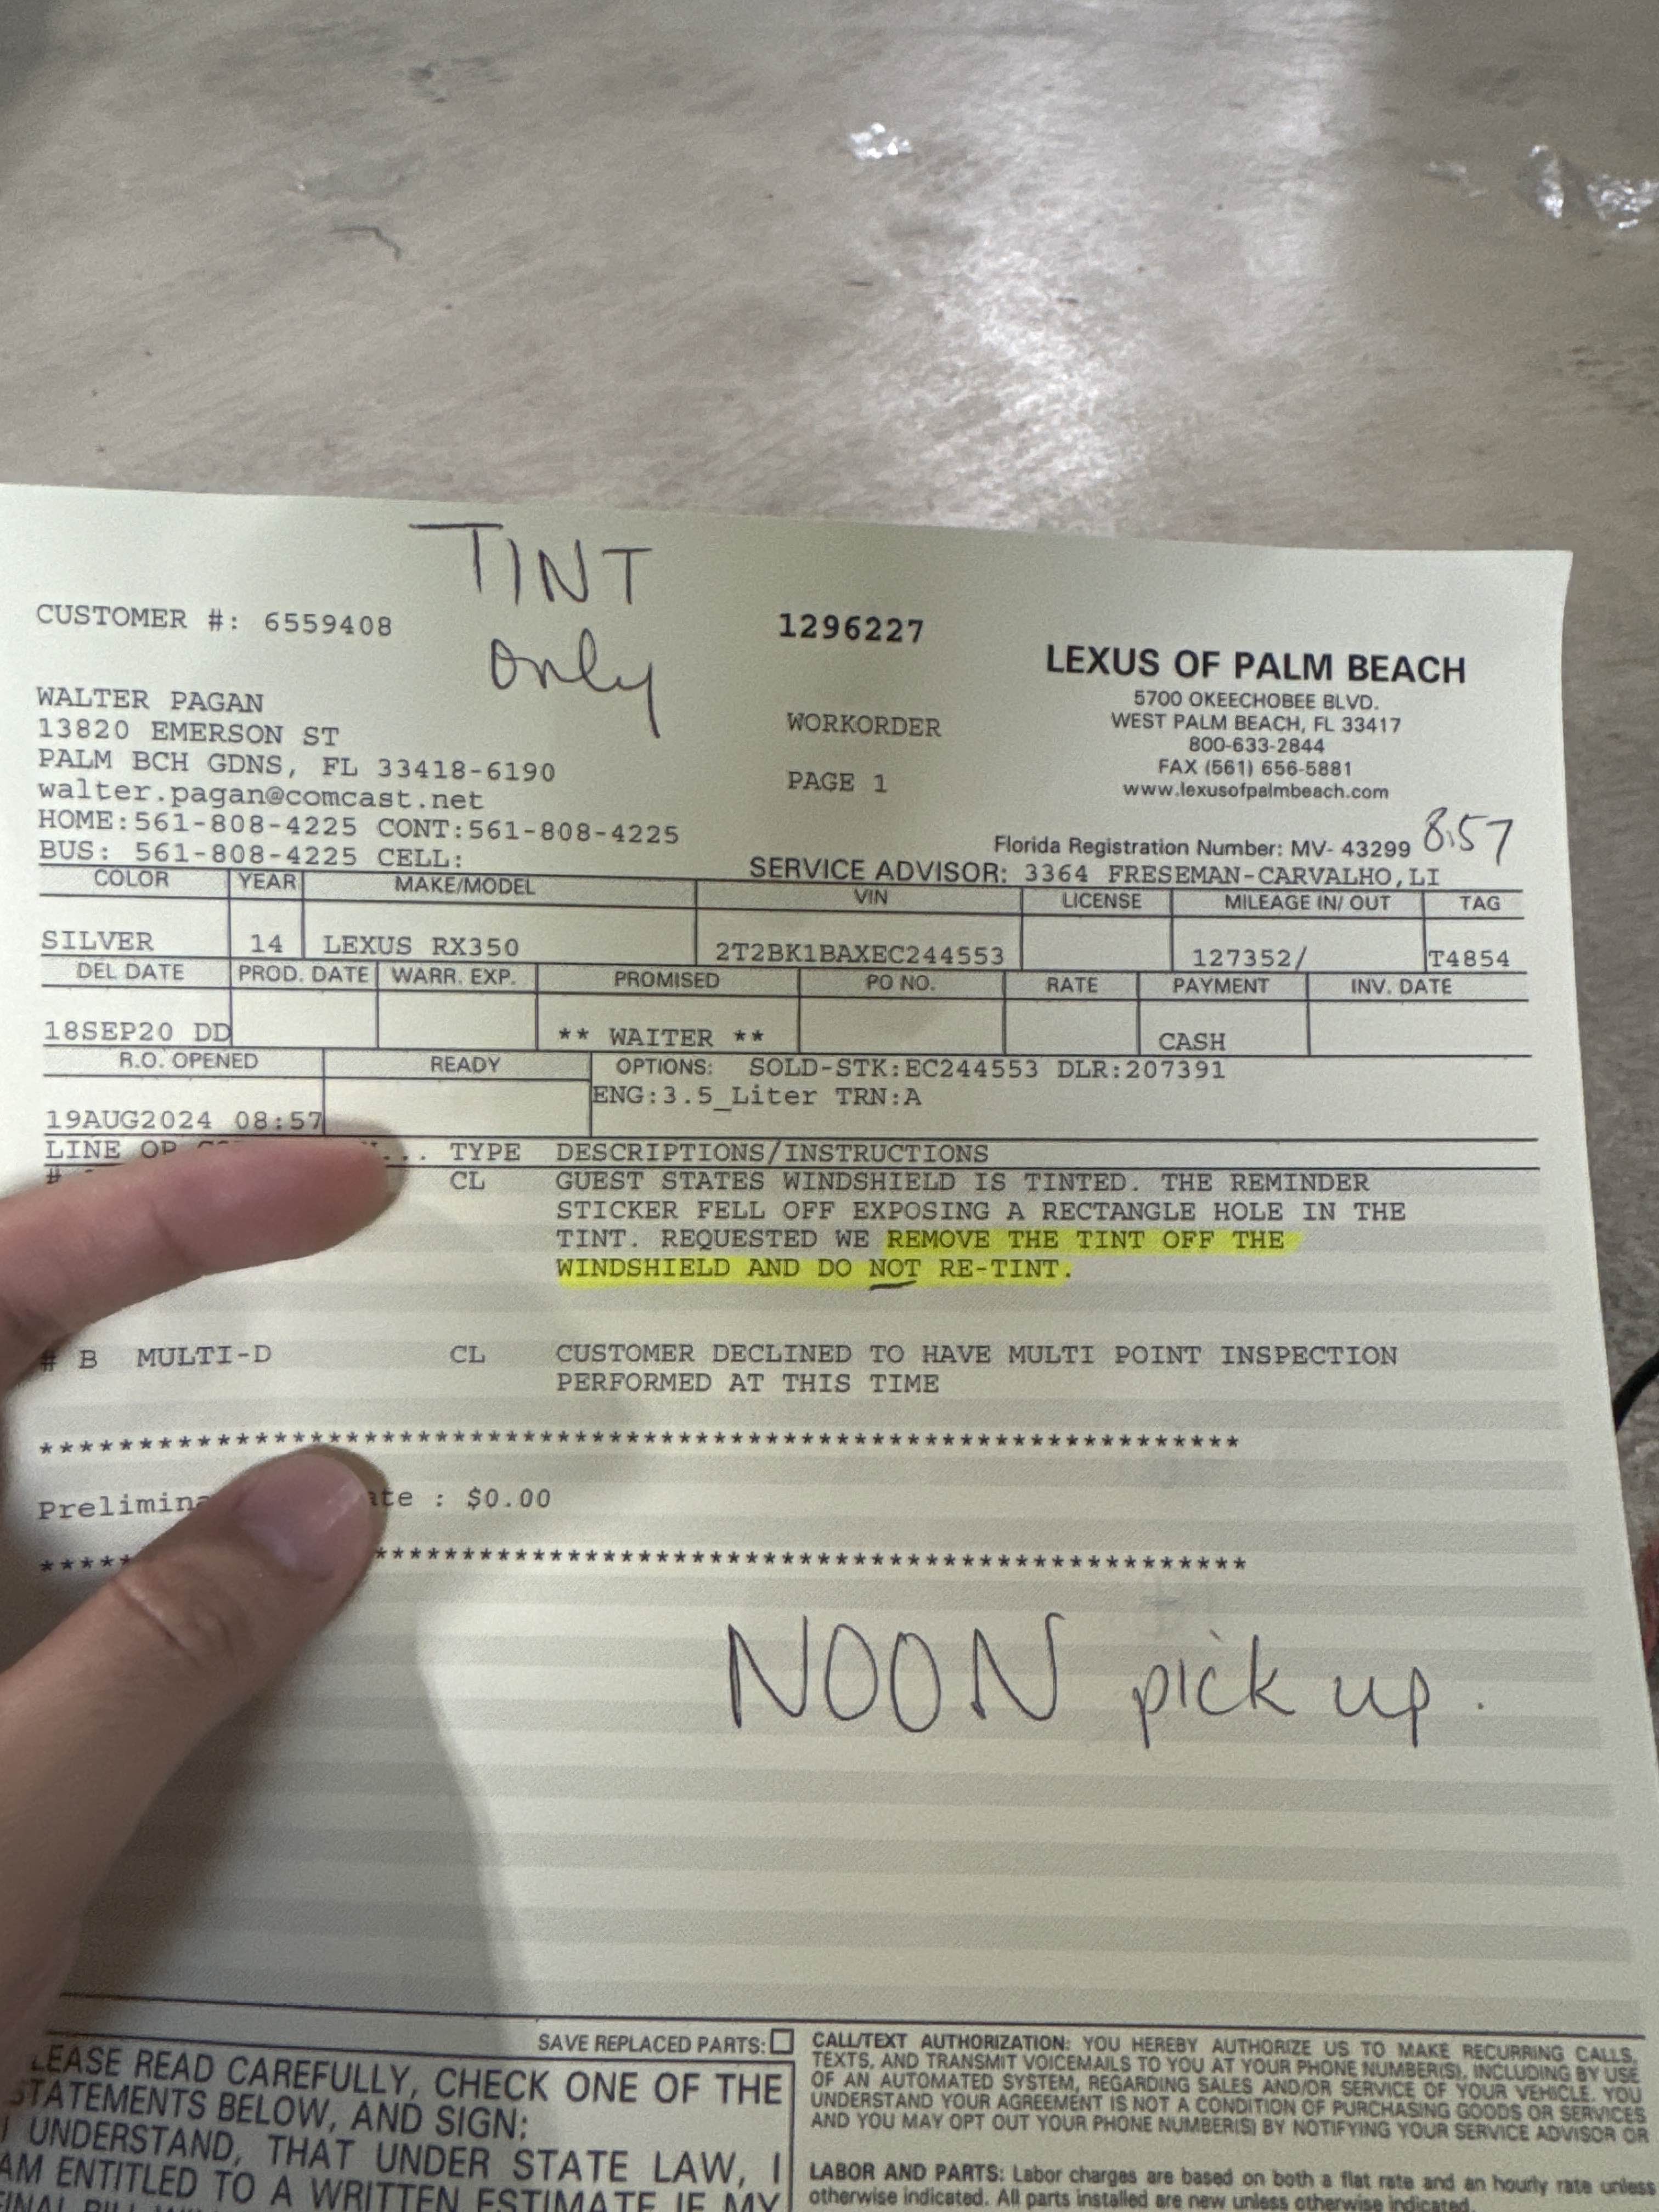 TINT
only
CUSTOMER #: 6559408
1296227
LEXUS OF PALM BEACH
5700 OKEECHOBEE BLVD.
WEST PALM BEACH, FL 33417
800-633-2844
FAX (561) 656-5881
www.lexusofpalmbeach.com
WALTER PAGAN
13820 EMERSON ST
PALM BCH GDNS, FL 33418-6190
walter.pagan@comcast.net
HOME:561-808-4225 CONT:561-808-4225
BUS: 561-808-4225 CELL:
WORKORDER
PAGE 1
Florida Registration Number: MV- 43299
8:57
SERVICE ADVISOR: 3364 FRESEMAN-CARVALHO,LI
COLOR YEAR MAKE/MODEL VIN LICENSE MILEAGE IN/ OUT TAG
SILVER 14 LEXUS RX350 2T2BK1BAXEC244553 127352/ T4854
DEL DATE PROD. DATE WARR. EXP. PROMISED PO NO. RATE PAYMENT INV. DATE
18SEP20 DD ** WAITER ** CASH
R.O. OPENED READY OPTIONS: SOLD-STK:EC244553 DLR:207391
ENG:3.5_Liter TRN:A
19AUG2024 08:57
LINE OP ... TYPE DESCRIPTIONS/INSTRUCTIONS
# CL GUEST STATES WINDSHIELD IS TINTED. THE REMINDER
STICKER FELL OFF EXPOSING A RECTANGLE HOLE IN THE
TINT. REQUESTED WE REMOVE THE TINT OFF THE
WINDSHIELD AND DO NOT RE-TINT.
# B MULTI-D CL CUSTOMER DECLINED TO HAVE MULTI POINT INSPECTION
PERFORMED AT THIS TIME
: $0.00
NOON pick up.
SAVE REPLACED PARTS:
LEASE READ CAREFULLY, CHECK ONE OF THE
STATEMENTS BELOW, AND SIGN:
I UNDERSTAND, THAT UNDER STATE LAW, I
AM ENTITLED TO A WRITTEN ESTIMATE IF MY
CALL/TEXT AUTHORIZATION: YOU HEREBY AUTHORIZE US TO MAKE RECURRING CALLS,
TEXTS, AND TRANSMIT VOICEMAILS TO YOU AT YOUR PHONE NUMBER(S), INCLUDING BY USE
OF AN AUTOMATED SYSTEM, REGARDING SALES AND/OR SERVICE OF YOUR VEHICLE. YOU
UNDERSTAND YOUR AGREEMENT IS NOT A CONDITION OF PURCHASING GOODS OR SERVICES
AND YOU MAY OPT OUT YOUR PHONE NUMBER(S) BY NOTIFYING YOUR SERVICE ADVISOR OR
LABOR AND PARTS: Labor charges are based on both a flat rate and an hourly rate unless
otherwise indicated. All parts installed are new unless otherwise indicated.